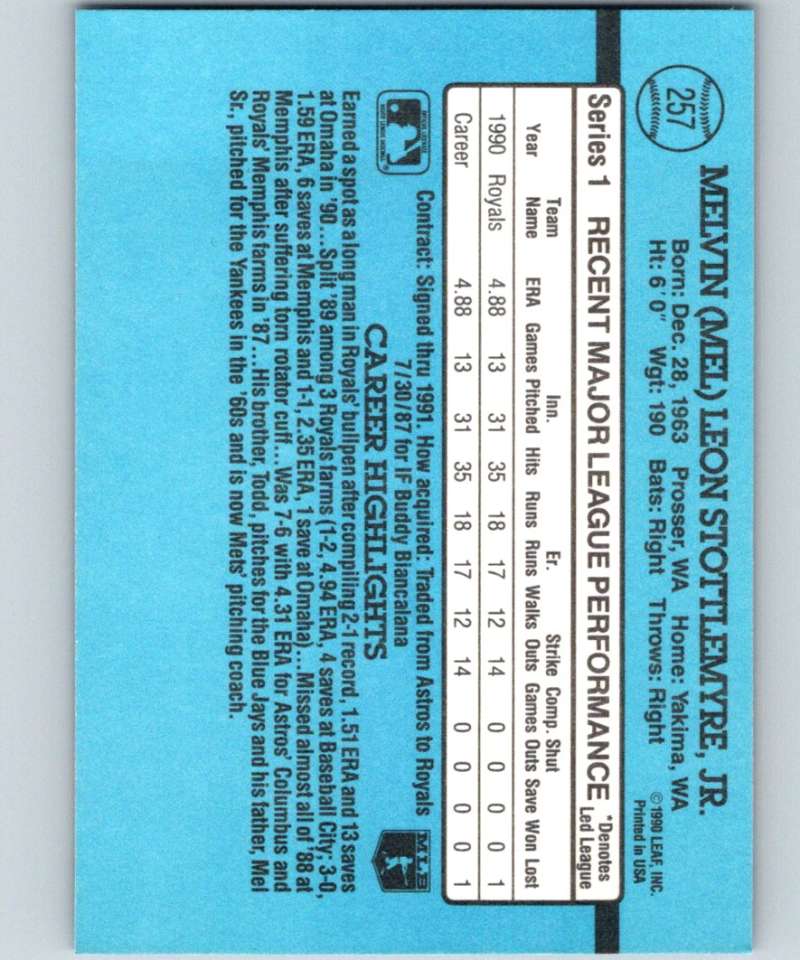 257
MELVIN (MEL) LEON STOTTLEMYRE, JR.
Born: Dec. 28, 1963 Prosser, WA Home: Yakima, WA
Ht: 6' 0" Wgt: 190 Bats: Right Throws: Right
© 1990 LEAF, INC.
Printed in USA
Series 1 RECENT MAJOR LEAGUE PERFORMANCE *Denotes
Led League
Team Inn. Er. Strike Comp. Shut
Year Name ERA Games Pitched Hits Runs Runs Walks Outs Games Outs Save Won Lost
1990 Royals 4.88 13 31 35 18 17 12 14 0 0 0 0 1
Career 4.88 13 31 35 18 17 12 14 0 0 0 0 1
Contract: Signed thru 1991. How acquired: Traded from Astros to Royals
7/30/87 for IF Buddy Biancalana
MLB
CAREER HIGHLIGHTS
Earned a spot as a long man in Royals' bullpen after compiling 2-1 record, 1.51 ERA and 13 saves
at Omaha in '90...Split '89 among 3 Royals farms (1-2, 4.94 ERA, 4 saves at Baseball City; 3-0,
1.59 ERA, 6 saves at Memphis and 1-1, 2.35 ERA, 1 save at Omaha)...Missed almost all of '88 at
Memphis after suffering torn rotator cuff...Was 7-6 with 4.31 ERA for Astros' Columbus and
Royals' Memphis farms in '87...His brother, Todd, pitches for the Blue Jays and his father, Mel
Sr., pitched for the Yankees in the '60s and is now Mets' pitching coach.